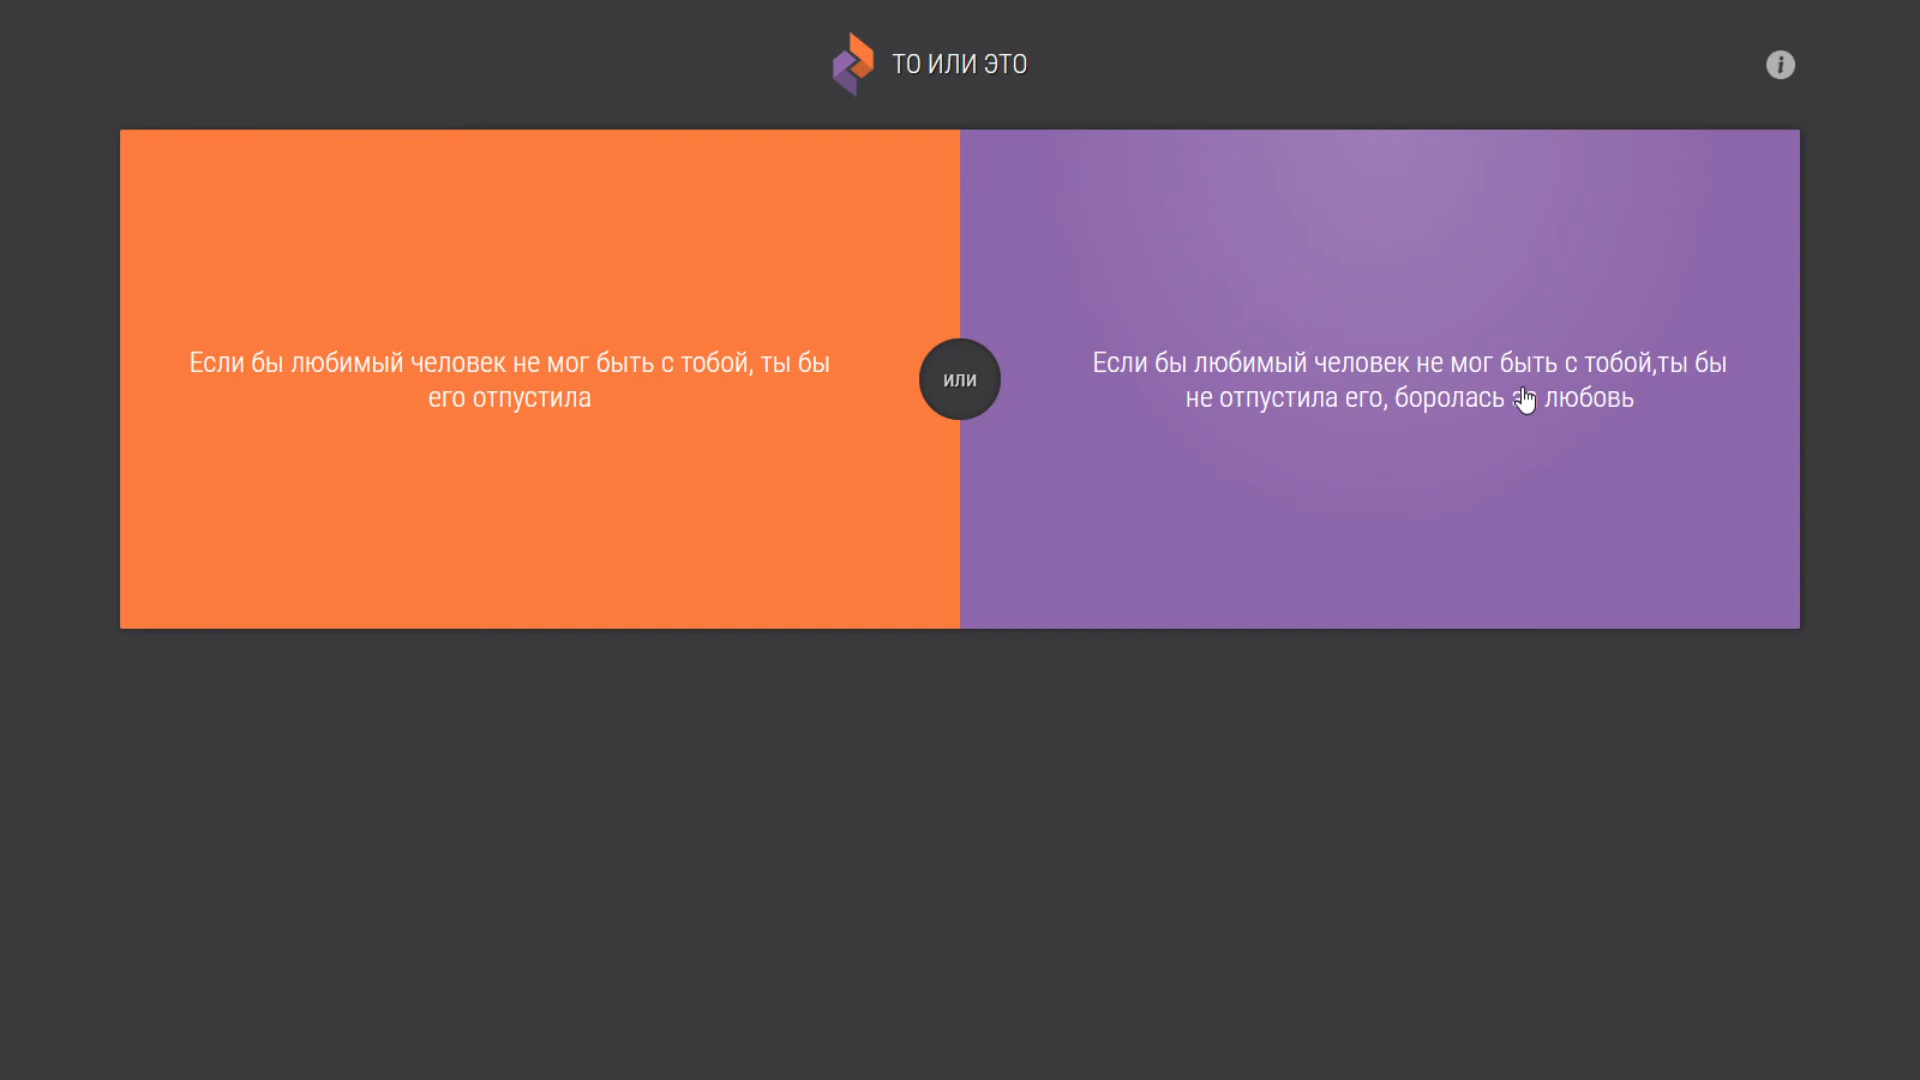 ТО ИЛИ ЭТО
Если бы любимый человек не мог быть с тобой, ты бы
его отпустила
или
Если бы любимый человек не мог быть с тобой,ты бы
не отпустила его, боролась любовь